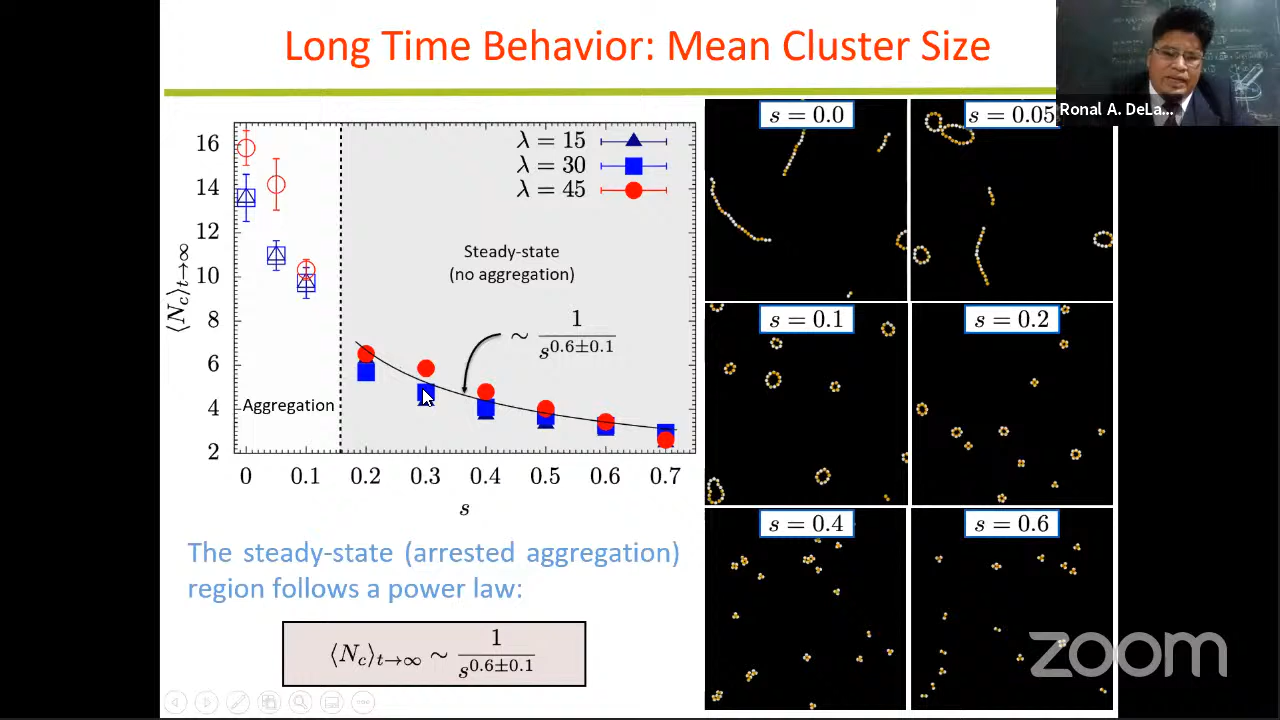 Long Time Behavior: Mean Cluster Size
Ronal A. DeLa...
16
14
12
10
8
6
4
2
⟨N_c⟩_{t→∞}
λ = 15
λ = 30
λ = 45
Steady-state
(no aggregation)
∼ 1/s^{0.6±0.1}
Aggregation
0 0.1 0.2 0.3 0.4 0.5 0.6 0.7
s
The steady-state (arrested aggregation)
region follows a power law:
⟨N_c⟩_{t→∞} ∼ 1/s^{0.6±0.1}
s = 0.0
s = 0.05
s = 0.1
s = 0.2
s = 0.4
s = 0.6
zoom